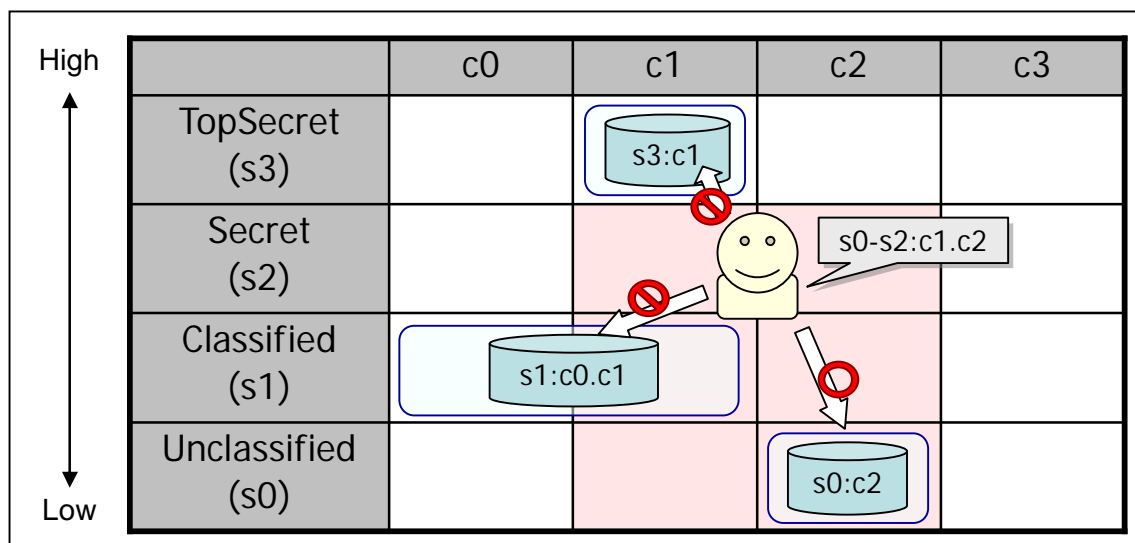 High
c0 c1 c2 c3
TopSecret
(s3)
s3:c1
Secret
(s2)
s0-s2:c1.c2
Classified
(s1)
s1:c0.c1
Unclassified
(s0)
s0:c2
Low